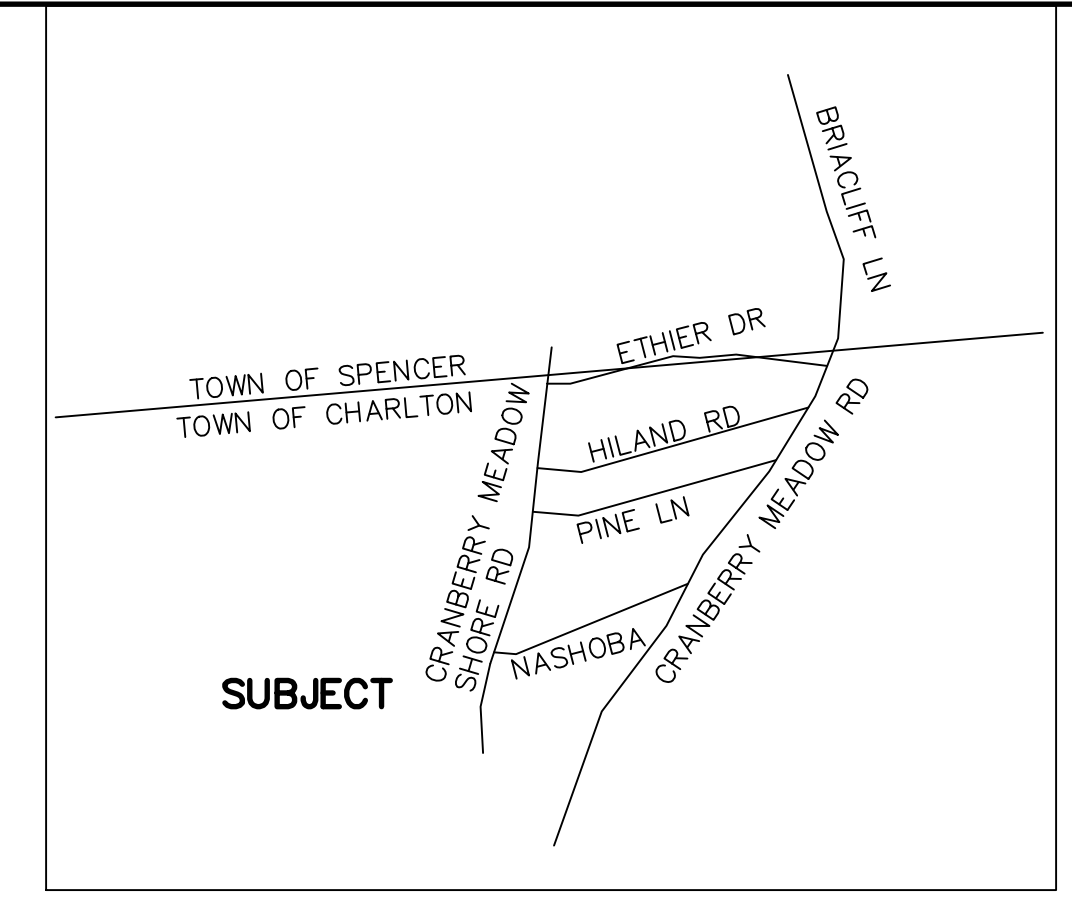 BRIACLIFF LN
ETHIER DR
TOWN OF SPENCER
TOWN OF CHARLTON
HILAND RD
CRANBERRY MEADOW
SHORE RD
PINE LN
CRANBERRY MEADOW RD
NASHOBA
SUBJECT